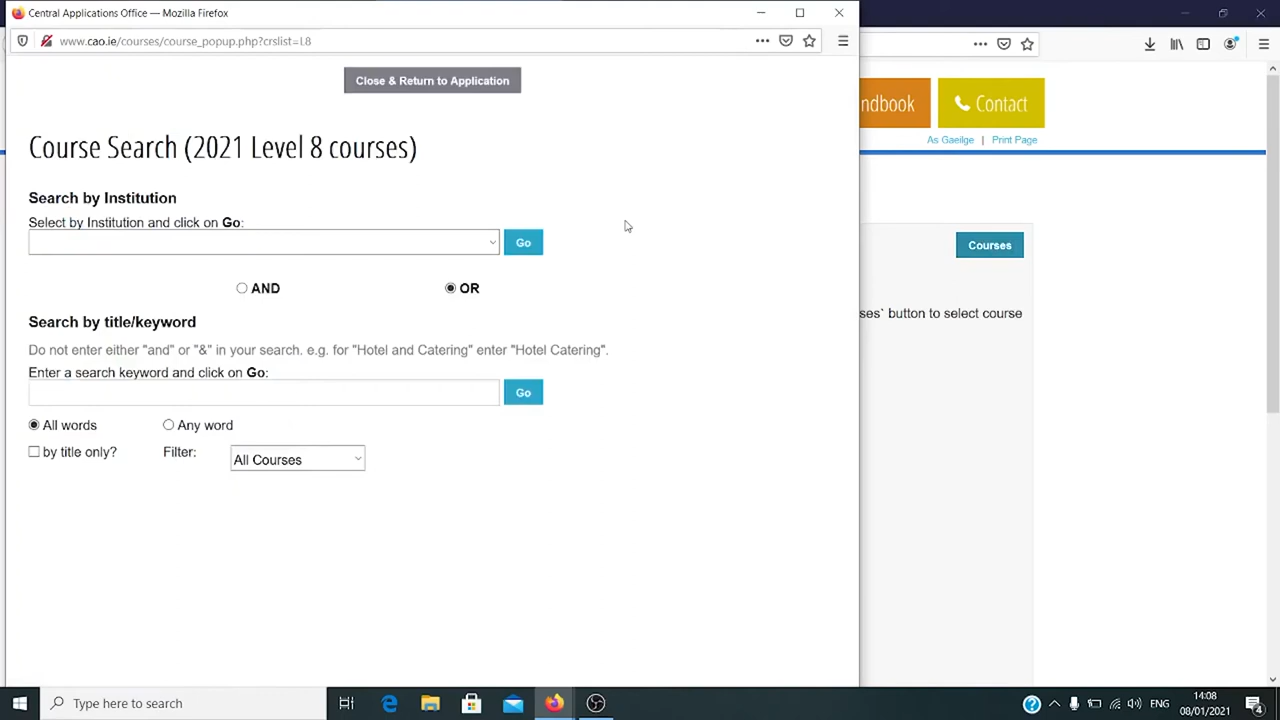 Central Applications Office — Mozilla Firefox
www.cao.ie/courses/course_popup.php?crslist=L8
Close & Return to Application
ndbook
Contact
As Gaeilge | Print Page
Course Search (2021 Level 8 courses)
Search by Institution
Select by Institution and click on Go:
Go
Courses
AND
OR
ses` button to select course
Search by title/keyword
Do not enter either "and" or "&" in your search. e.g. for "Hotel and Catering" enter "Hotel Catering".
Enter a search keyword and click on Go:
Go
All words
Any word
by title only?
Filter:
All Courses
Type here to search
ENG
14:08
08/01/2021
4